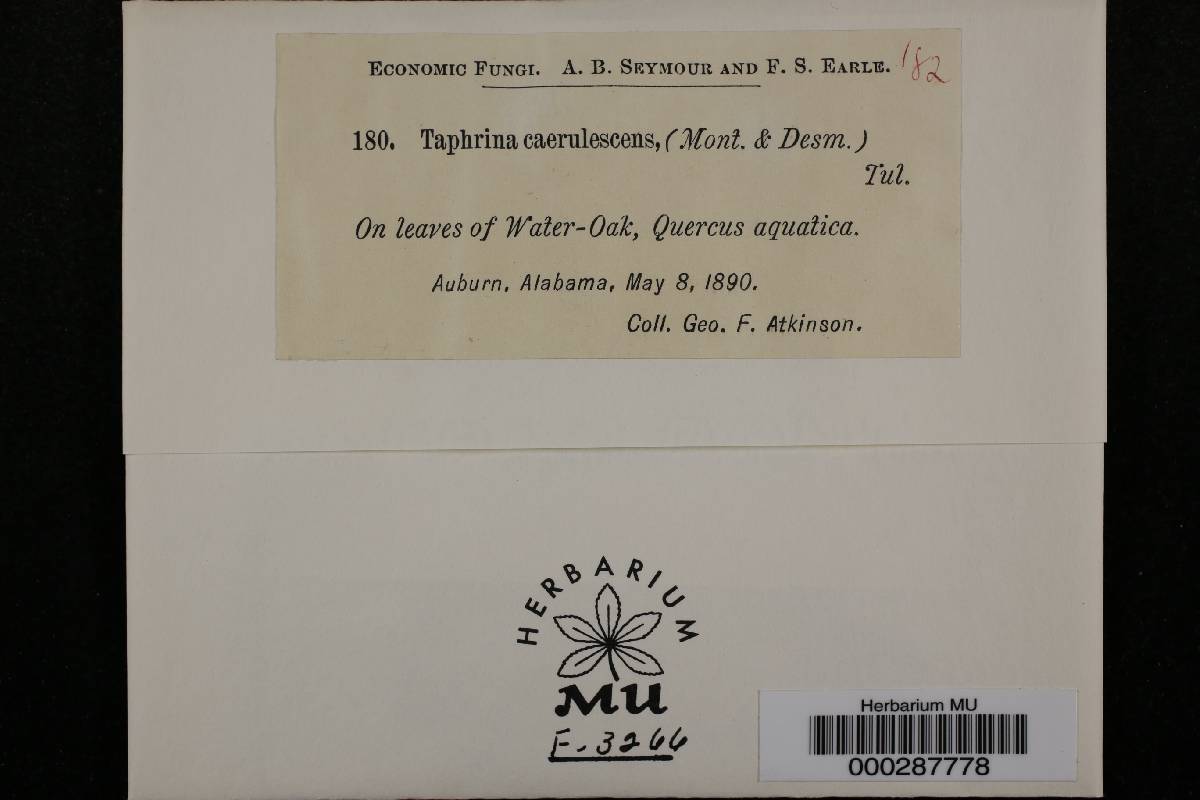 ECONOMIC FUNGI. A. B. SEYMOUR AND F. S. EARLE. 182
180. Taphrina caerulescens, (Mont. & Desm.)
Tul.
On leaves of Water-Oak, Quercus aquatica.
Auburn, Alabama, May 8, 1890.
Coll. Geo. F. Atkinson.
HERBARIUM
MU
F-3266
Herbarium MU
000287778